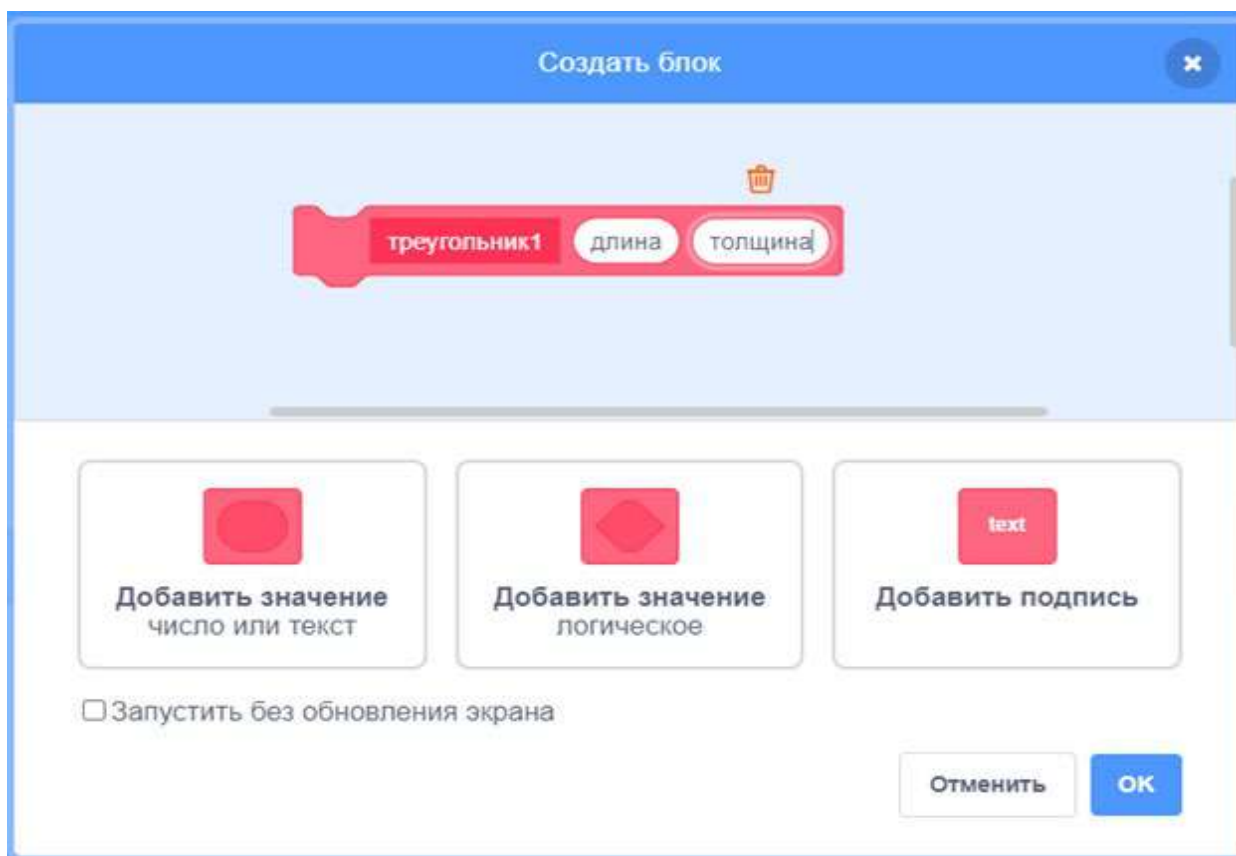 Создать блок
треугольник1 длина толщина
text
Добавить значение
число или текст
Добавить значение
логическое
Добавить подпись
Запустить без обновления экрана
Отменить
ОК